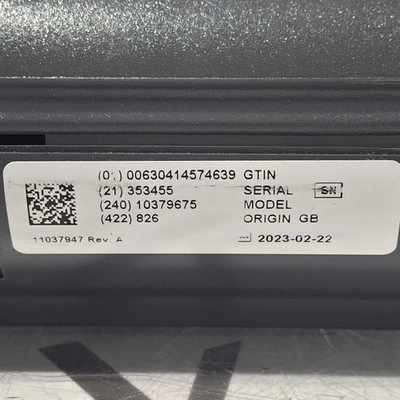 (01) 00630414574639 GTIN
(21) 353455 SERIAL SN
(240) 10379675 MODEL
(422) 826 ORIGIN GB
11037947 Rev. A 2023-02-22